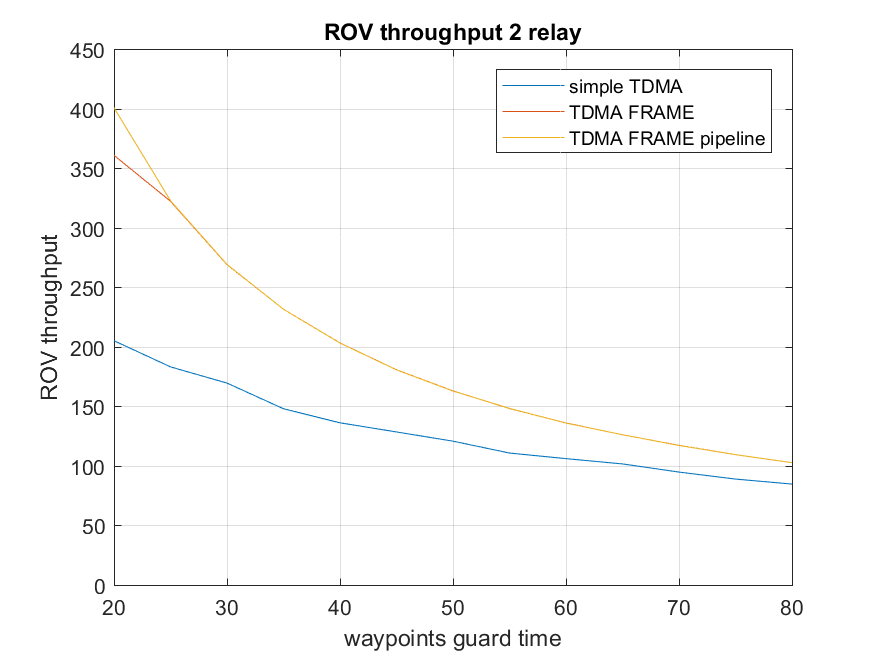 ROV throughput 2 relay
simple TDMA
TDMA FRAME
TDMA FRAME pipeline
ROV throughput
450
400
350
300
250
200
150
100
50
0
20 30 40 50 60 70 80
waypoints guard time